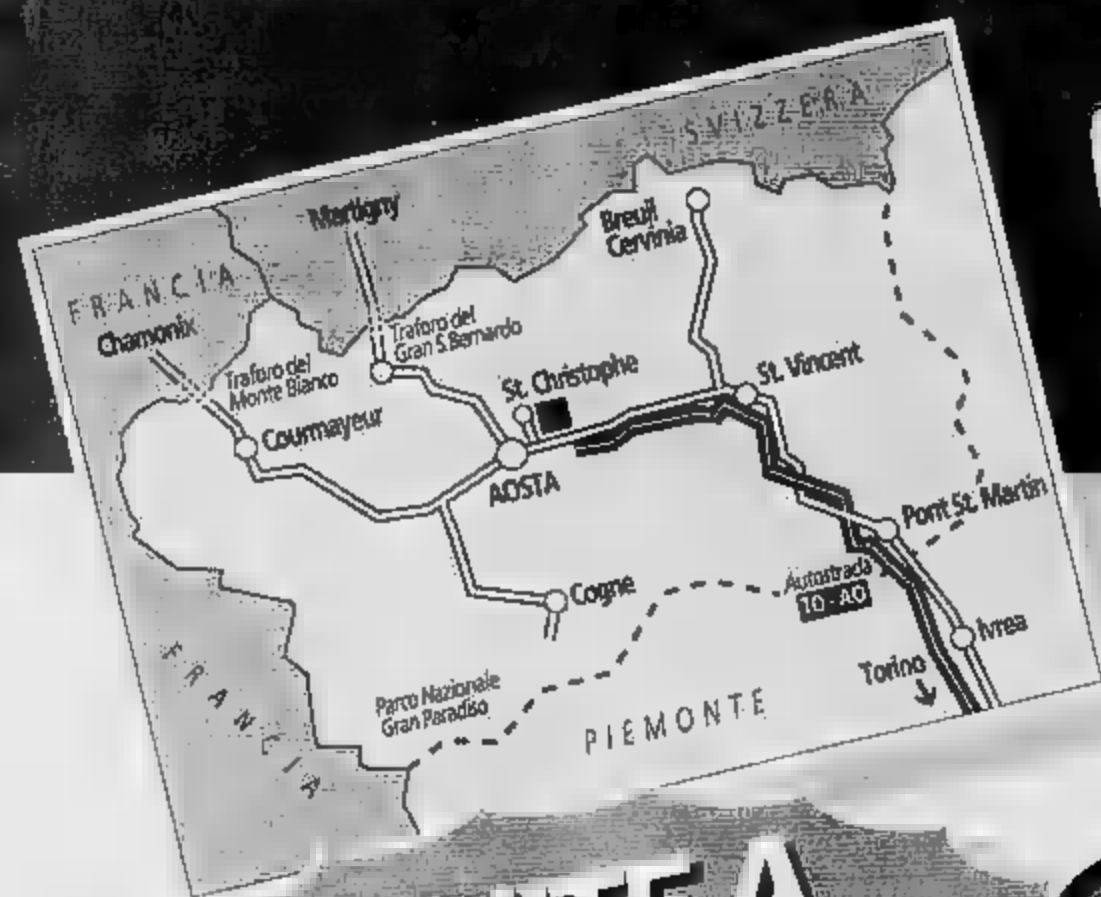 SVIZZERA
Martigny
Breuil
Cervinia
FRANCIA
Chamonix
Traforo del
Gran S.Bernardo
Traforo del
Monte Bianco
St. Christophe
St. Vincent
Courmayeur
AOSTA
Pont St. Martin
Autostrada
TO - AO
Cogne
Ivrea
Torino
FRANCIA
Parco Nazionale
Gran Paradiso
PIEMONTE